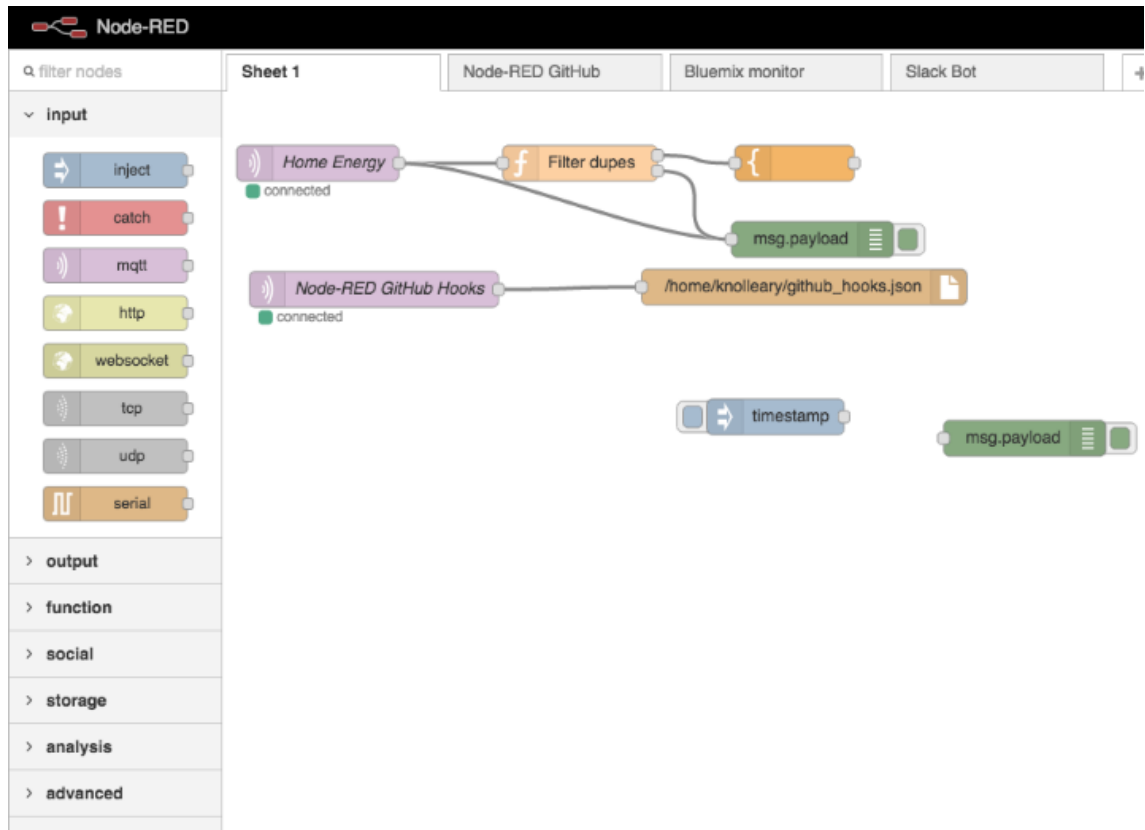 Node-RED
filter nodes
Sheet 1
Node-RED GitHub
Bluemix monitor
Slack Bot
+
input
inject
catch
mqtt
http
websocket
tcp
udp
serial
output
function
social
storage
analysis
advanced
Home Energy
connected
Filter dupes
{
msg.payload
Node-RED GitHub Hooks
connected
/home/knolleary/github_hooks.json
timestamp
msg.payload